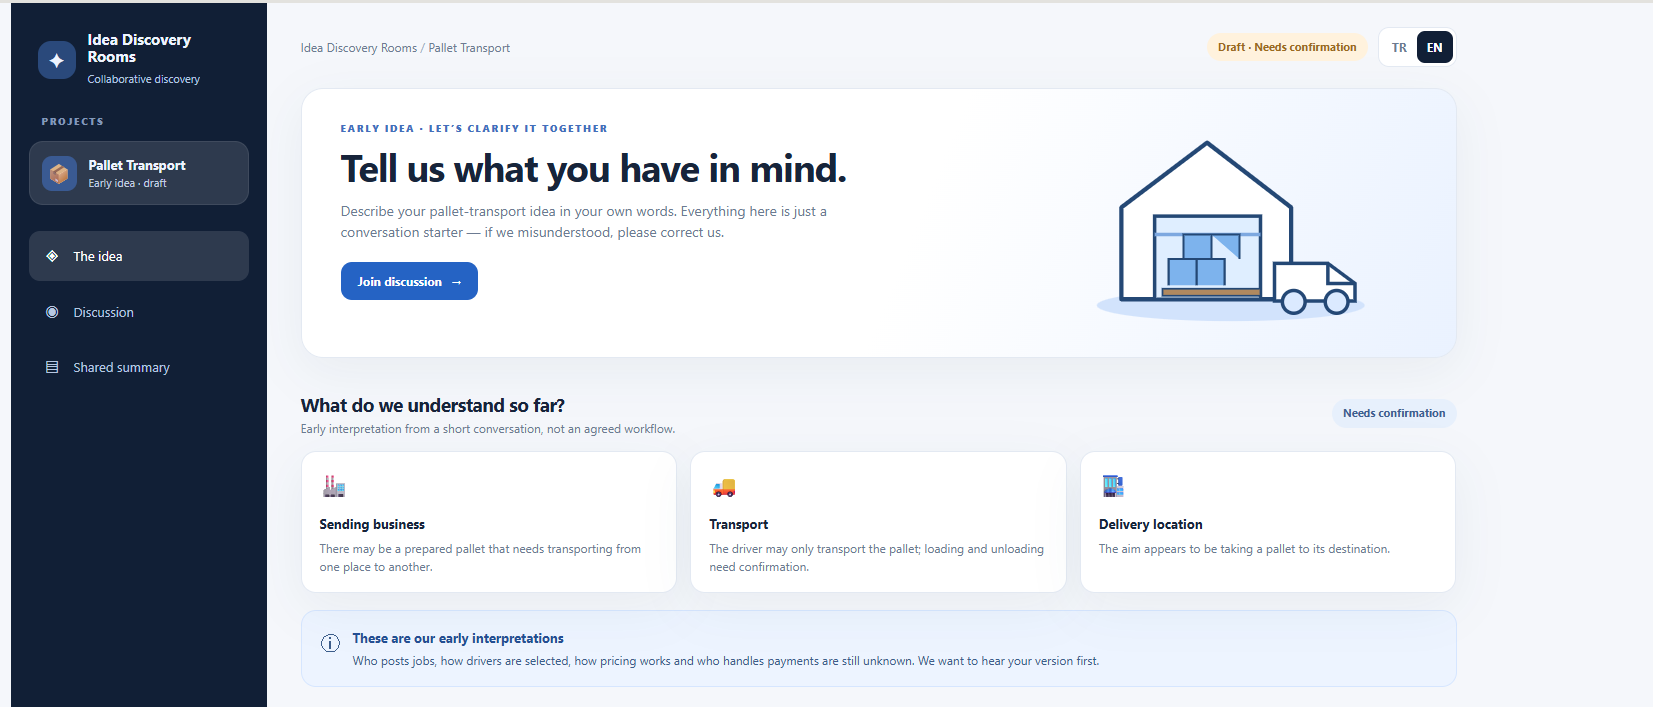 Idea Discovery
Rooms
Collaborative discovery
PROJECTS
Pallet Transport
Early idea · draft
The idea
Discussion
Shared summary
Idea Discovery Rooms / Pallet Transport
Draft · Needs confirmation
TR
EN
EARLY IDEA · LET'S CLARIFY IT TOGETHER
Tell us what you have in mind.
Describe your pallet-transport idea in your own words. Everything here is just a
conversation starter — if we misunderstood, please correct us.
Join discussion →
What do we understand so far?
Early interpretation from a short conversation, not an agreed workflow.
Needs confirmation
Sending business
There may be a prepared pallet that needs transporting from
one place to another.
Transport
The driver may only transport the pallet; loading and unloading
need confirmation.
Delivery location
The aim appears to be taking a pallet to its destination.
These are our early interpretations
Who posts jobs, how drivers are selected, how pricing works and who handles payments are still unknown. We want to hear your version first.